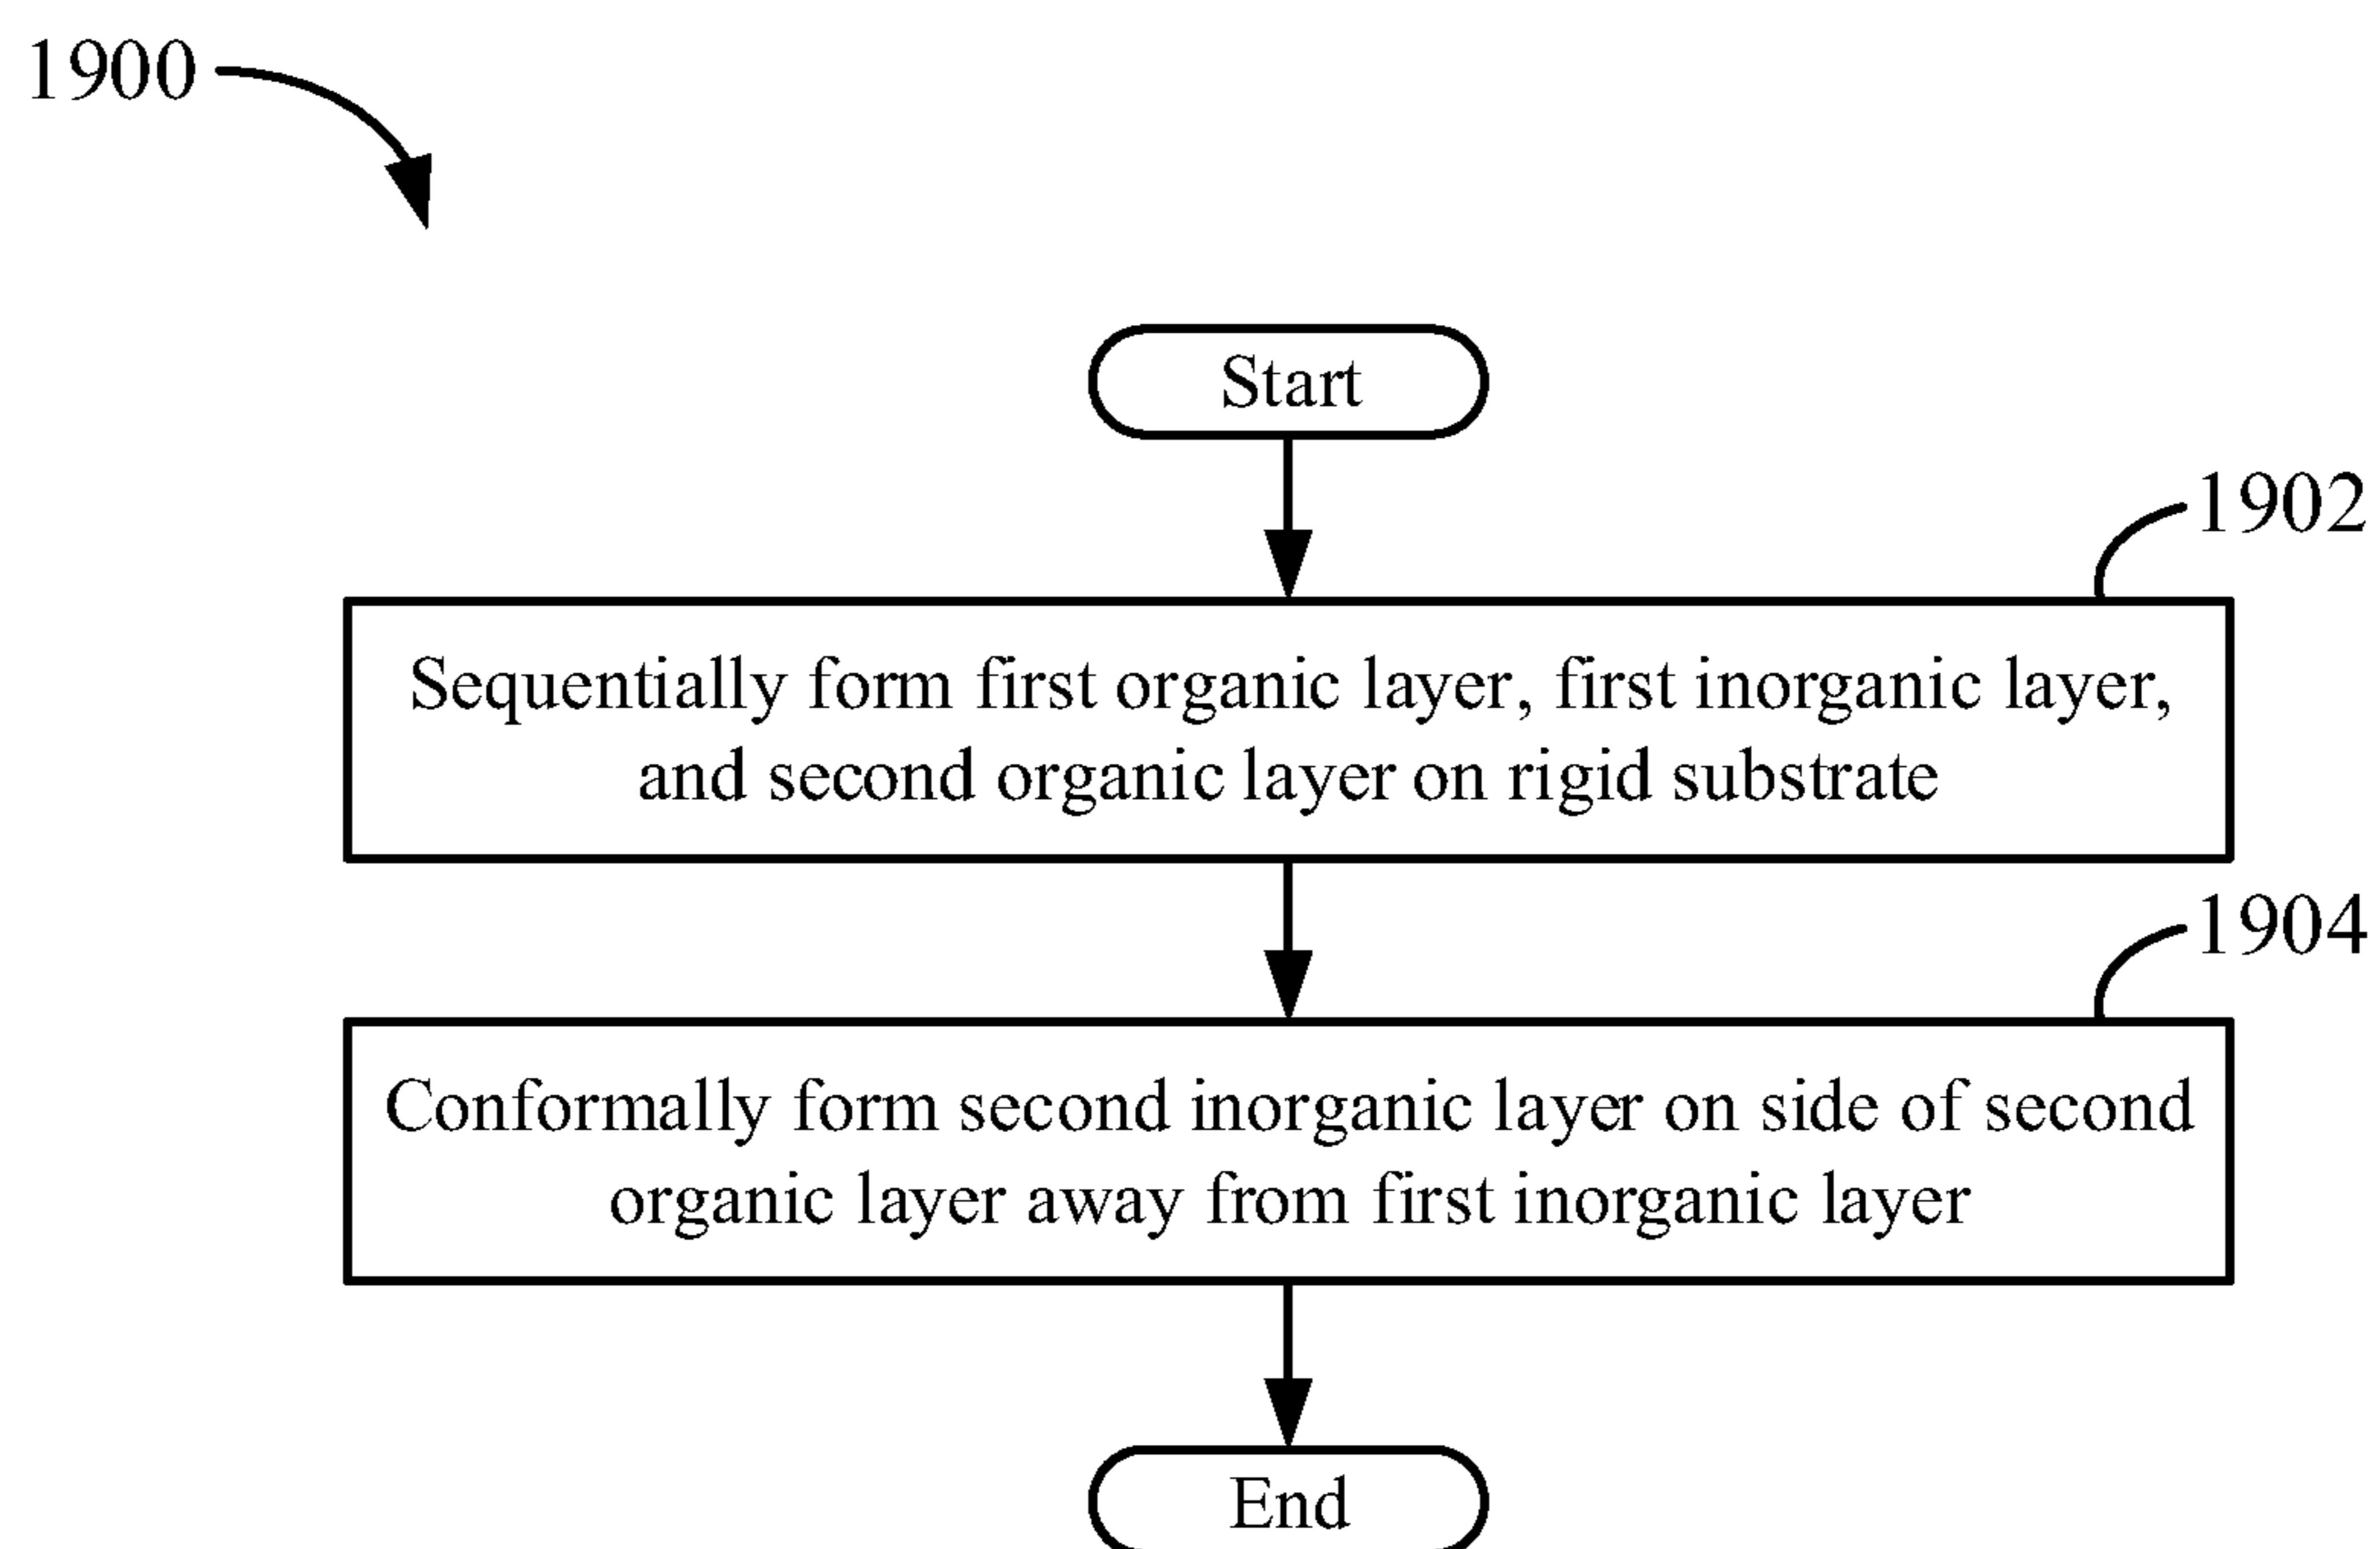 1900
Start
1902
Sequentially form first organic layer, first inorganic layer,
and second organic layer on rigid substrate
1904
Conformally form second inorganic layer on side of second
organic layer away from first inorganic layer
End